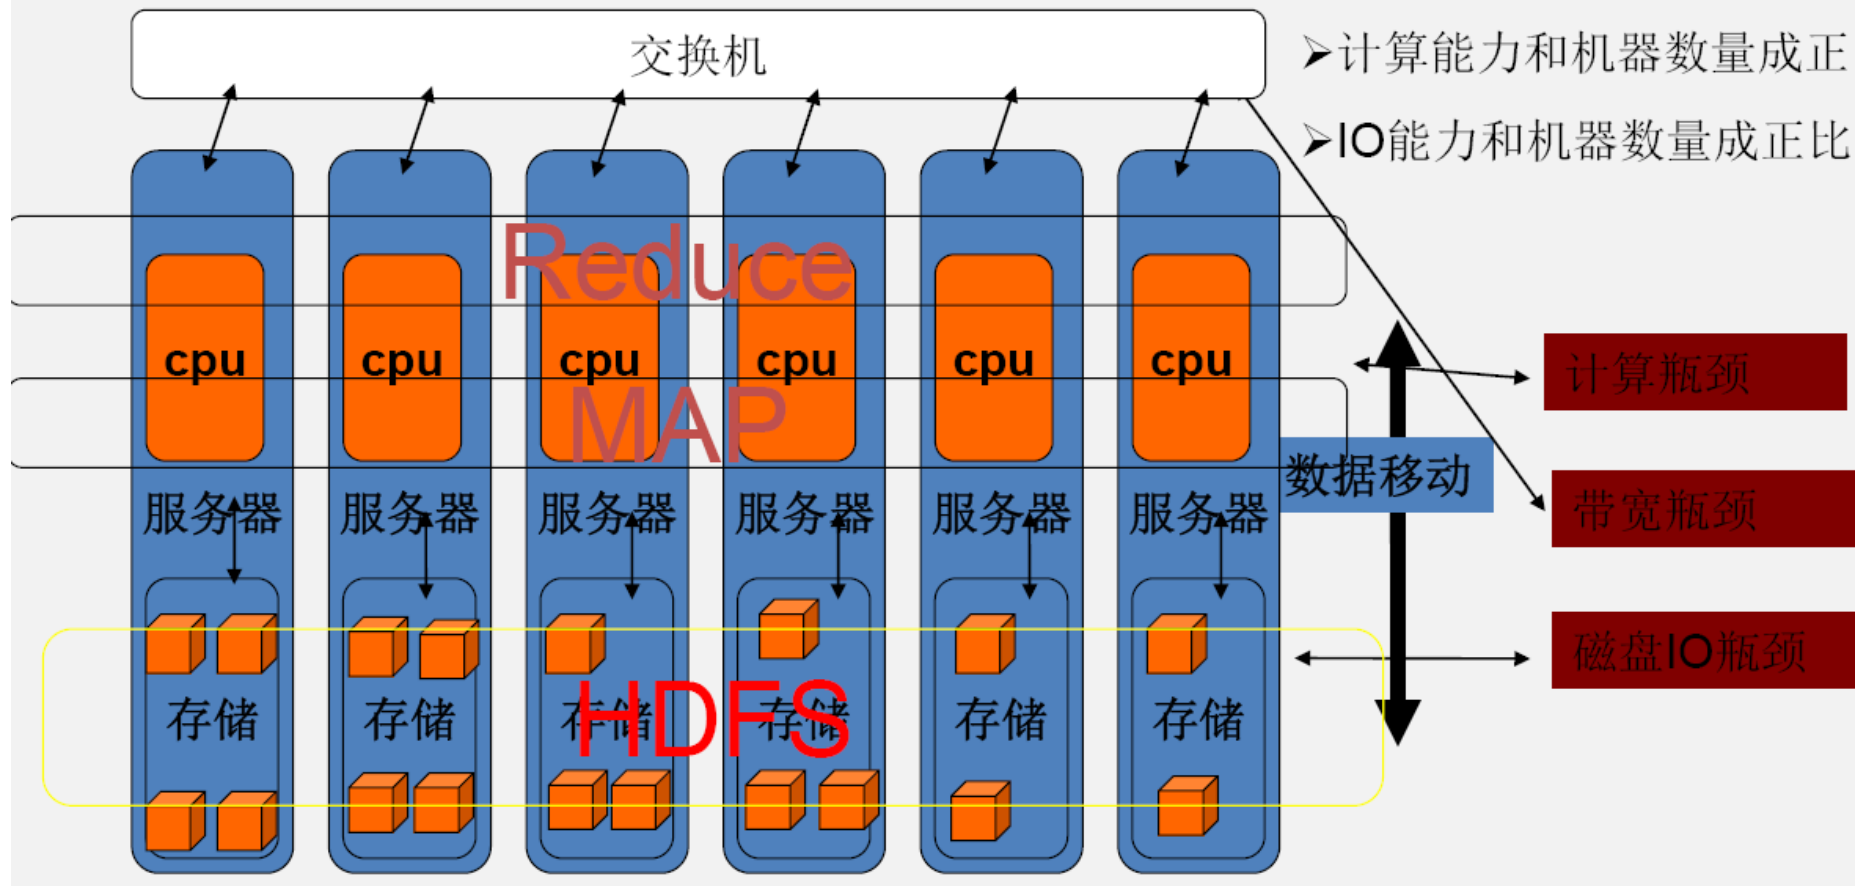 交换机
➢计算能力和机器数量成正
➢IO能力和机器数量成正比
Reduce
cpu cpu cpu cpu cpu cpu
计算瓶颈
MAP
数据移动
服务器 服务器 服务器 服务器 服务器 服务器
带宽瓶颈
磁盘IO瓶颈
存储 存储 存储 存储 存储 存储
HDFS